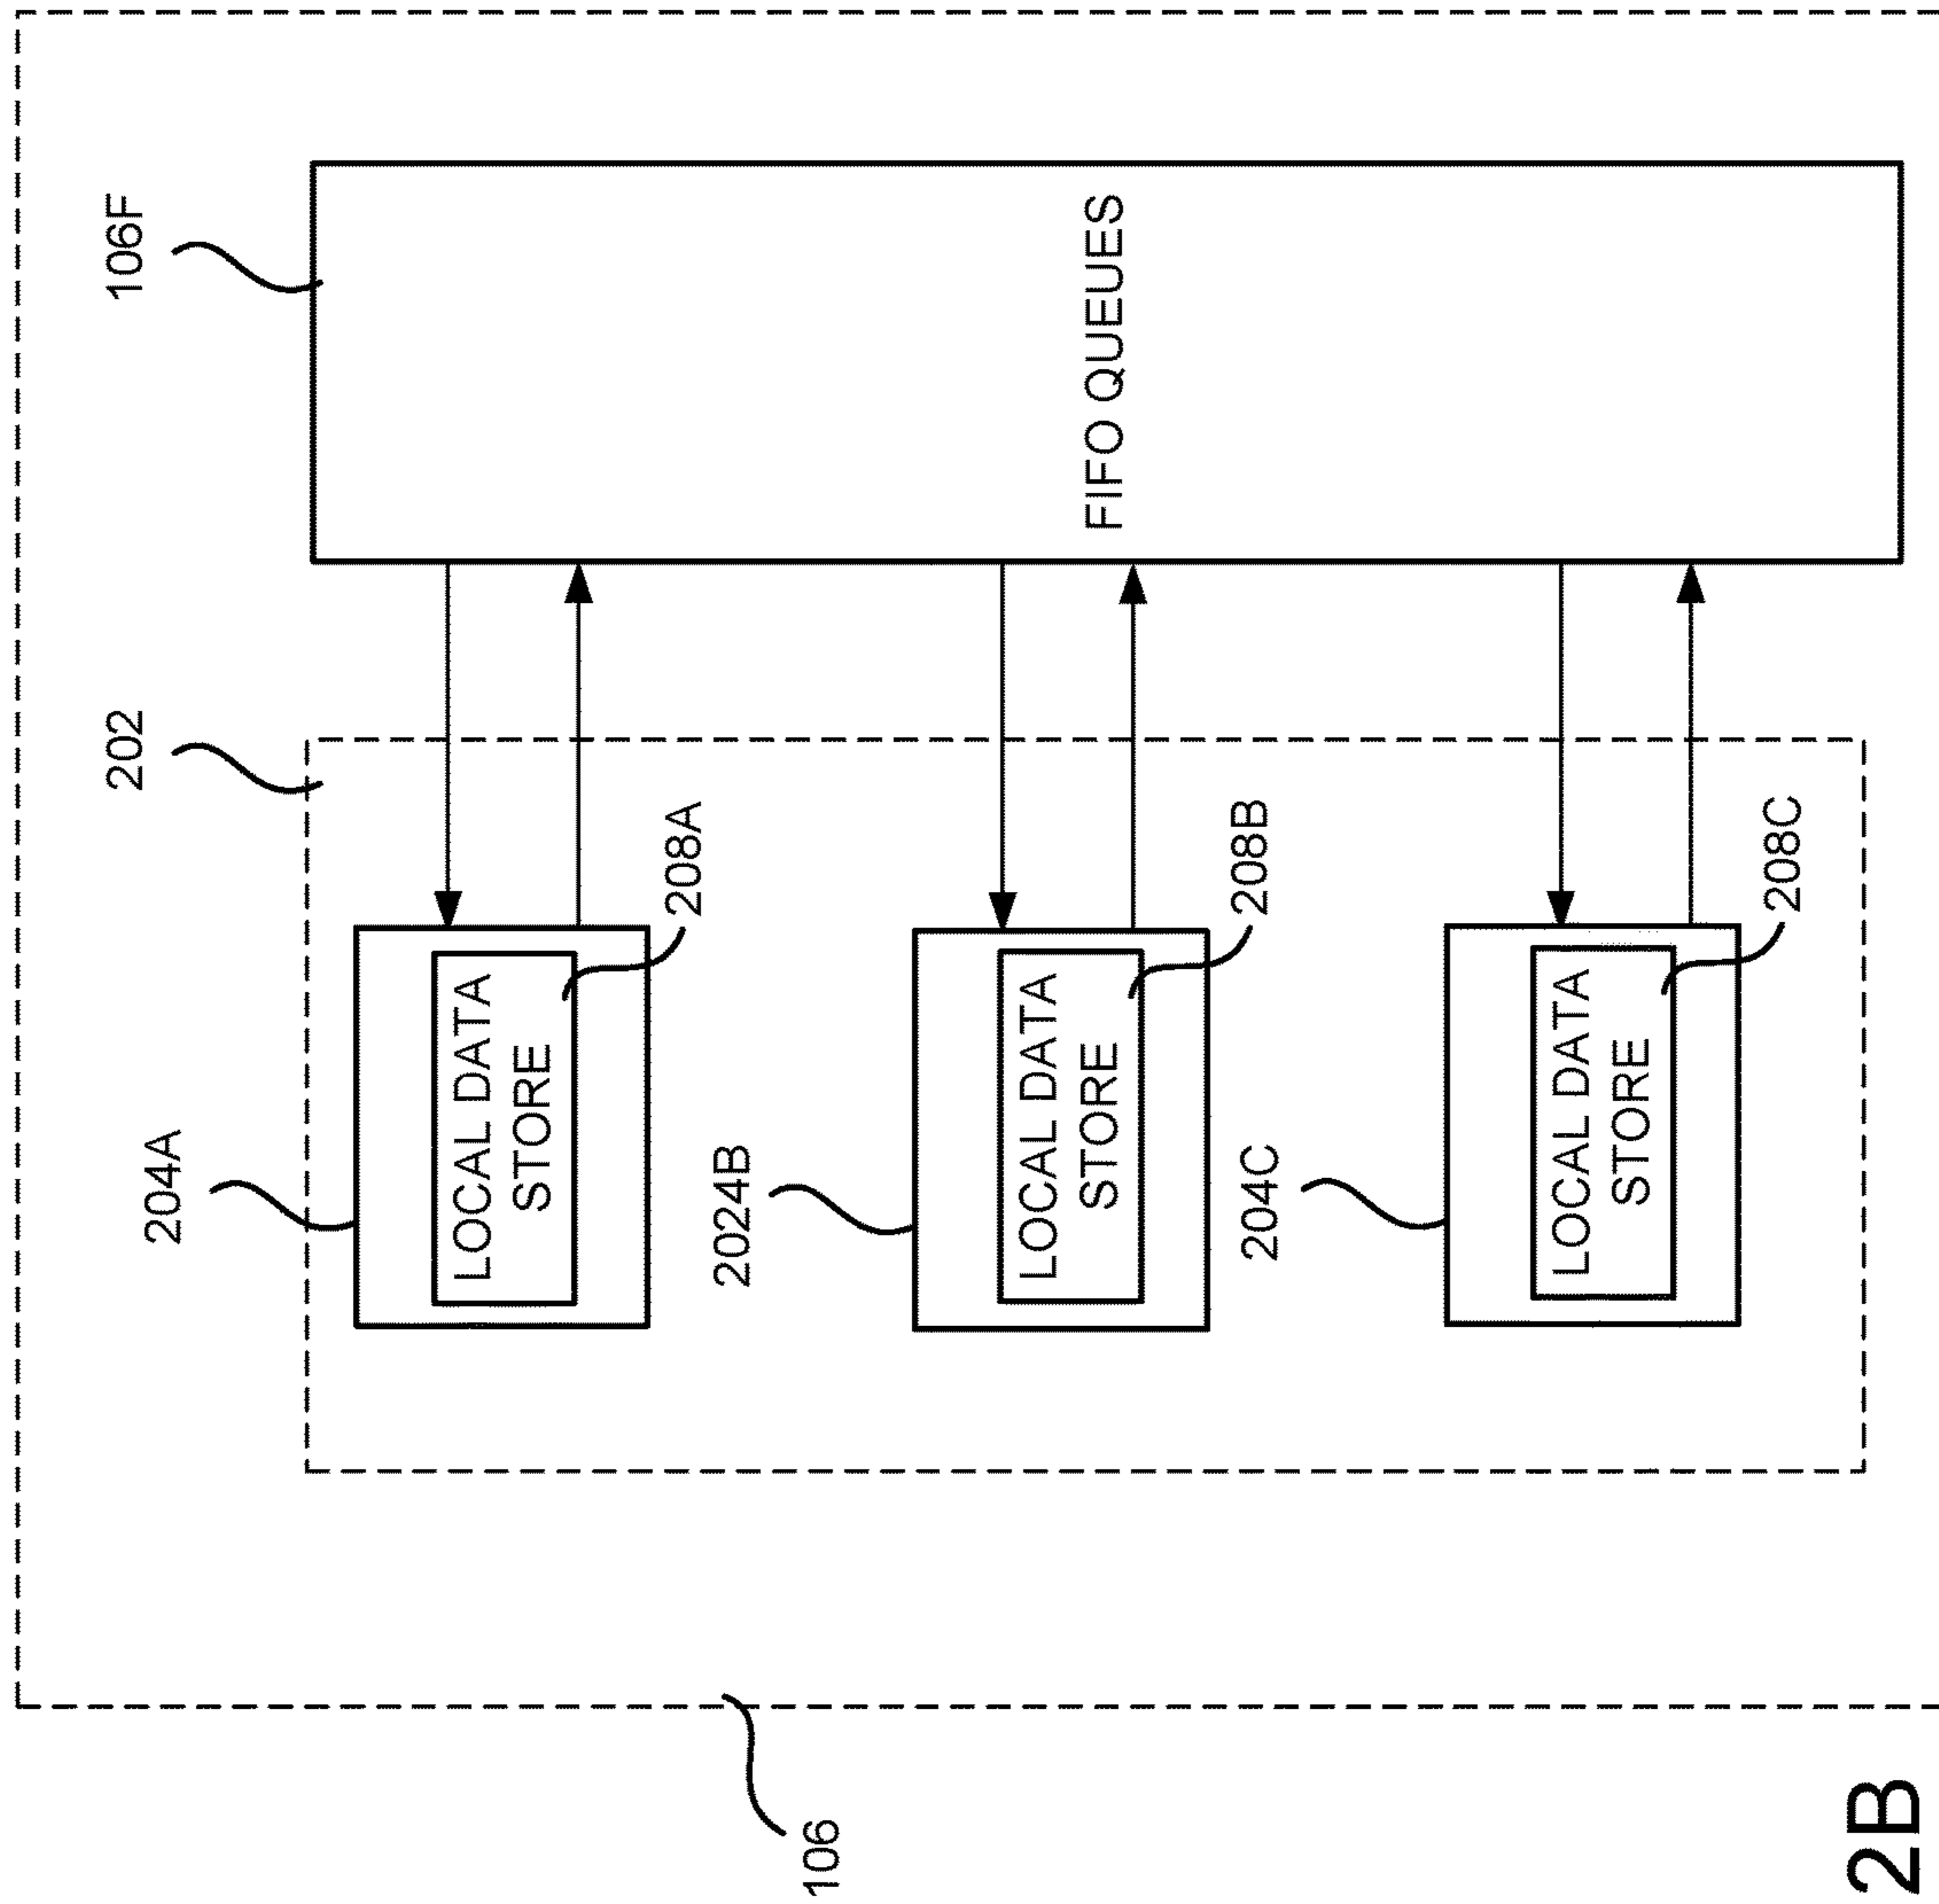 106F
FIFO QUEUES
202
208A
208B
208C
204A
LOCAL DATA
STORE
2024B
LOCAL DATA
STORE
204C
LOCAL DATA
STORE
106
2B